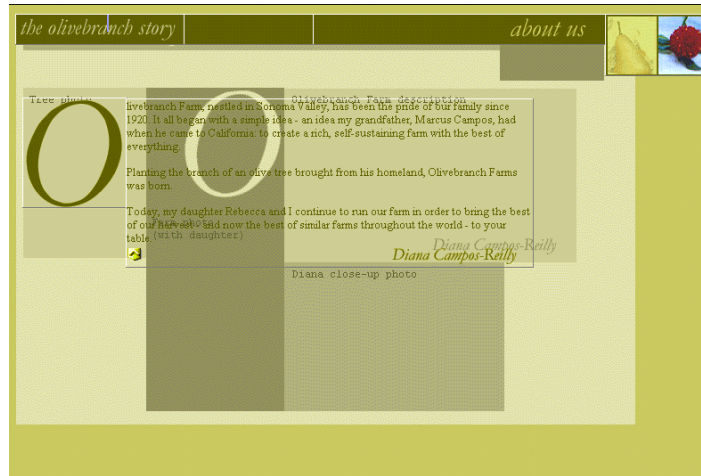 the olivebranch story
about us
Tree photo
Olivebranch Farm description
O
O
livebranch Farm, nestled in Sonoma Valley, has been the pride of our family since
1920. It all began with a simple idea - an idea my grandfather, Marcus Campos, had
when he came to California: to create a rich, self-sustaining farm with the best of
everything.
Planting the branch of an olive tree brought from his homeland, Olivebranch Farms
was born.
Today, my daughter Rebecca and I continue to run our farm in order to bring the best
of our harvest - and now the best of similar farms throughout the world - to your
table.
Farm photo
(with daughter)
Diana Campos-Reilly
Diana Campos-Reilly
Diana close-up photo